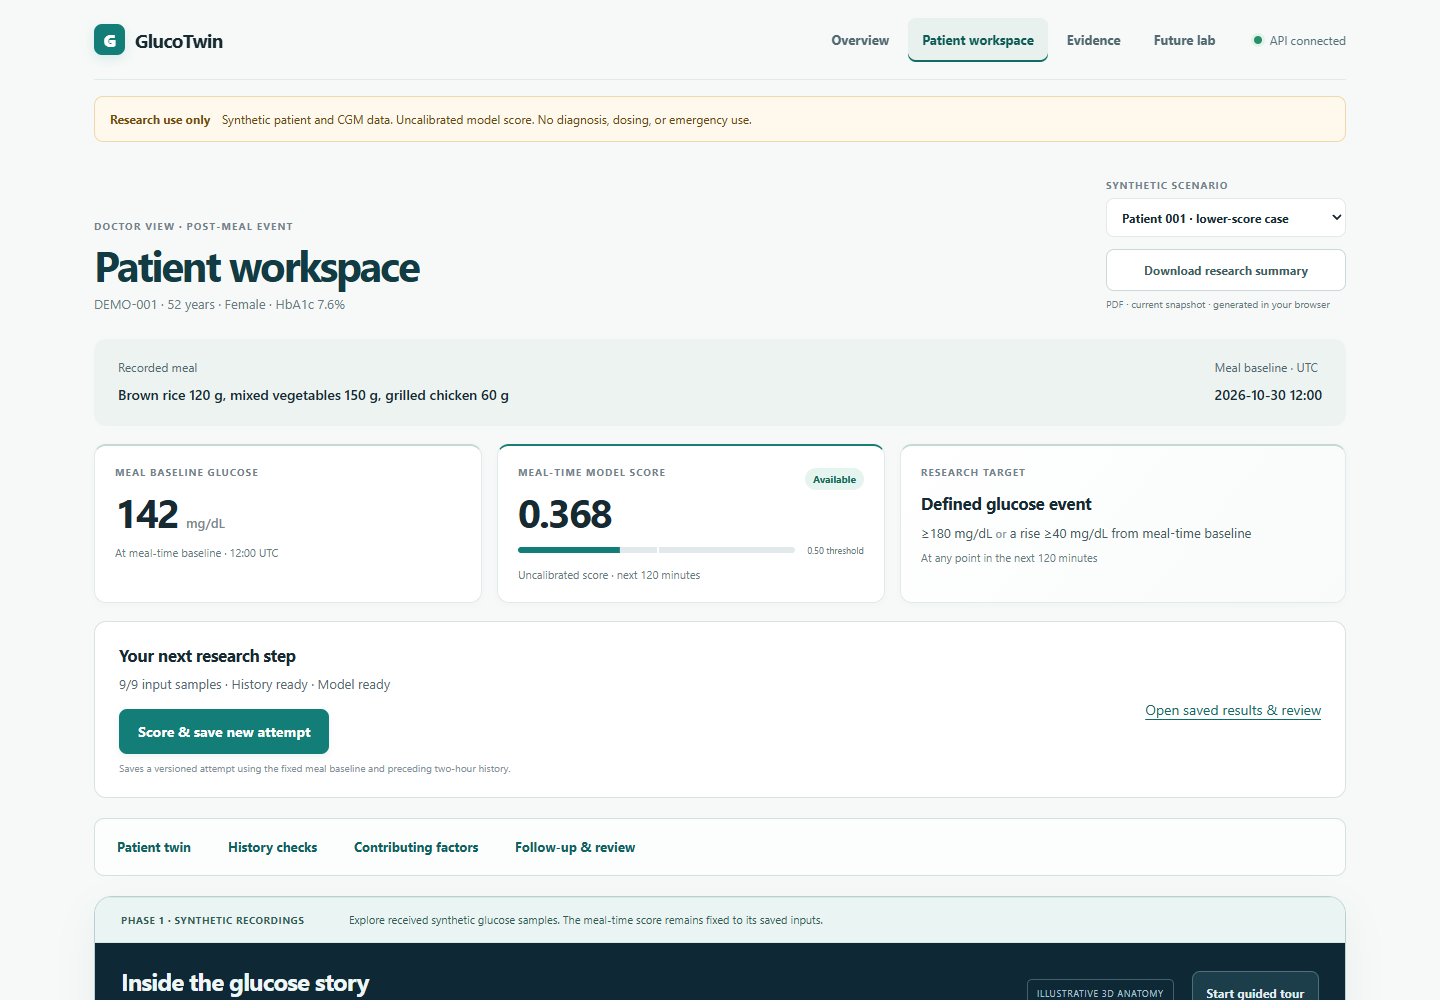 G GlucoTwin
Overview Patient workspace Evidence Future lab API connected
Research use only Synthetic patient and CGM data. Uncalibrated model score. No diagnosis, dosing, or emergency use.
SYNTHETIC SCENARIO
Patient 001 · lower-score case
Download research summary
PDF · current snapshot · generated in your browser
DOCTOR VIEW · POST-MEAL EVENT
Patient workspace
DEMO-001 · 52 years · Female · HbA1c 7.6%
Recorded meal
Brown rice 120 g, mixed vegetables 150 g, grilled chicken 60 g
Meal baseline · UTC
2026-10-30 12:00
MEAL BASELINE GLUCOSE
142 mg/dL
At meal-time baseline · 12:00 UTC
MEAL-TIME MODEL SCORE
Available
0.368
0.50 threshold
Uncalibrated score · next 120 minutes
RESEARCH TARGET
Defined glucose event
≥180 mg/dL or a rise ≥40 mg/dL from meal-time baseline
At any point in the next 120 minutes
Your next research step
9/9 input samples · History ready · Model ready
Score & save new attempt
Saves a versioned attempt using the fixed meal baseline and preceding two-hour history.
Open saved results & review
Patient twin History checks Contributing factors Follow-up & review
PHASE 1 · SYNTHETIC RECORDINGS Explore received synthetic glucose samples. The meal-time score remains fixed to its saved inputs.
Inside the glucose story
ILLUSTRATIVE 3D ANATOMY
Start guided tour